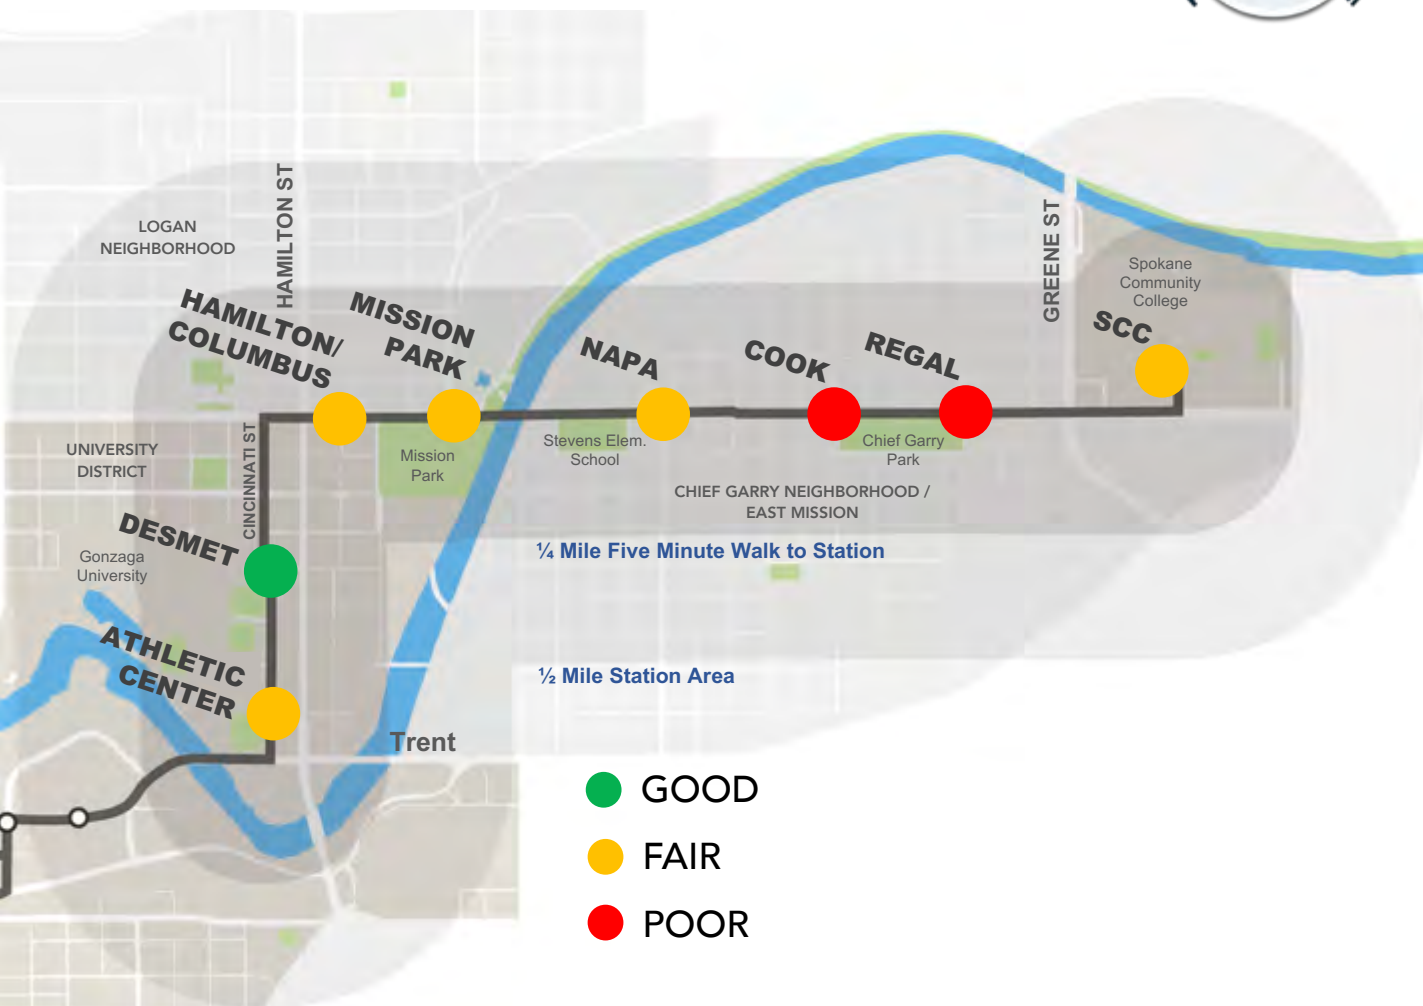 HAMILTON ST
LOGAN
NEIGHBORHOOD
GREENE ST
Spokane
Community
College
HAMILTON/
COLUMBUS
MISSION
PARK
NAPA
COOK
REGAL
SCC
UNIVERSITY
DISTRICT
CINCINNATI ST
Mission
Park
Stevens Elem.
School
Chief Garry
Park
CHIEF GARRY NEIGHBORHOOD /
EAST MISSION
DESMET
Gonzaga
University
¼ Mile Five Minute Walk to Station
ATHLETIC
CENTER
½ Mile Station Area
Trent
GOOD
FAIR
POOR